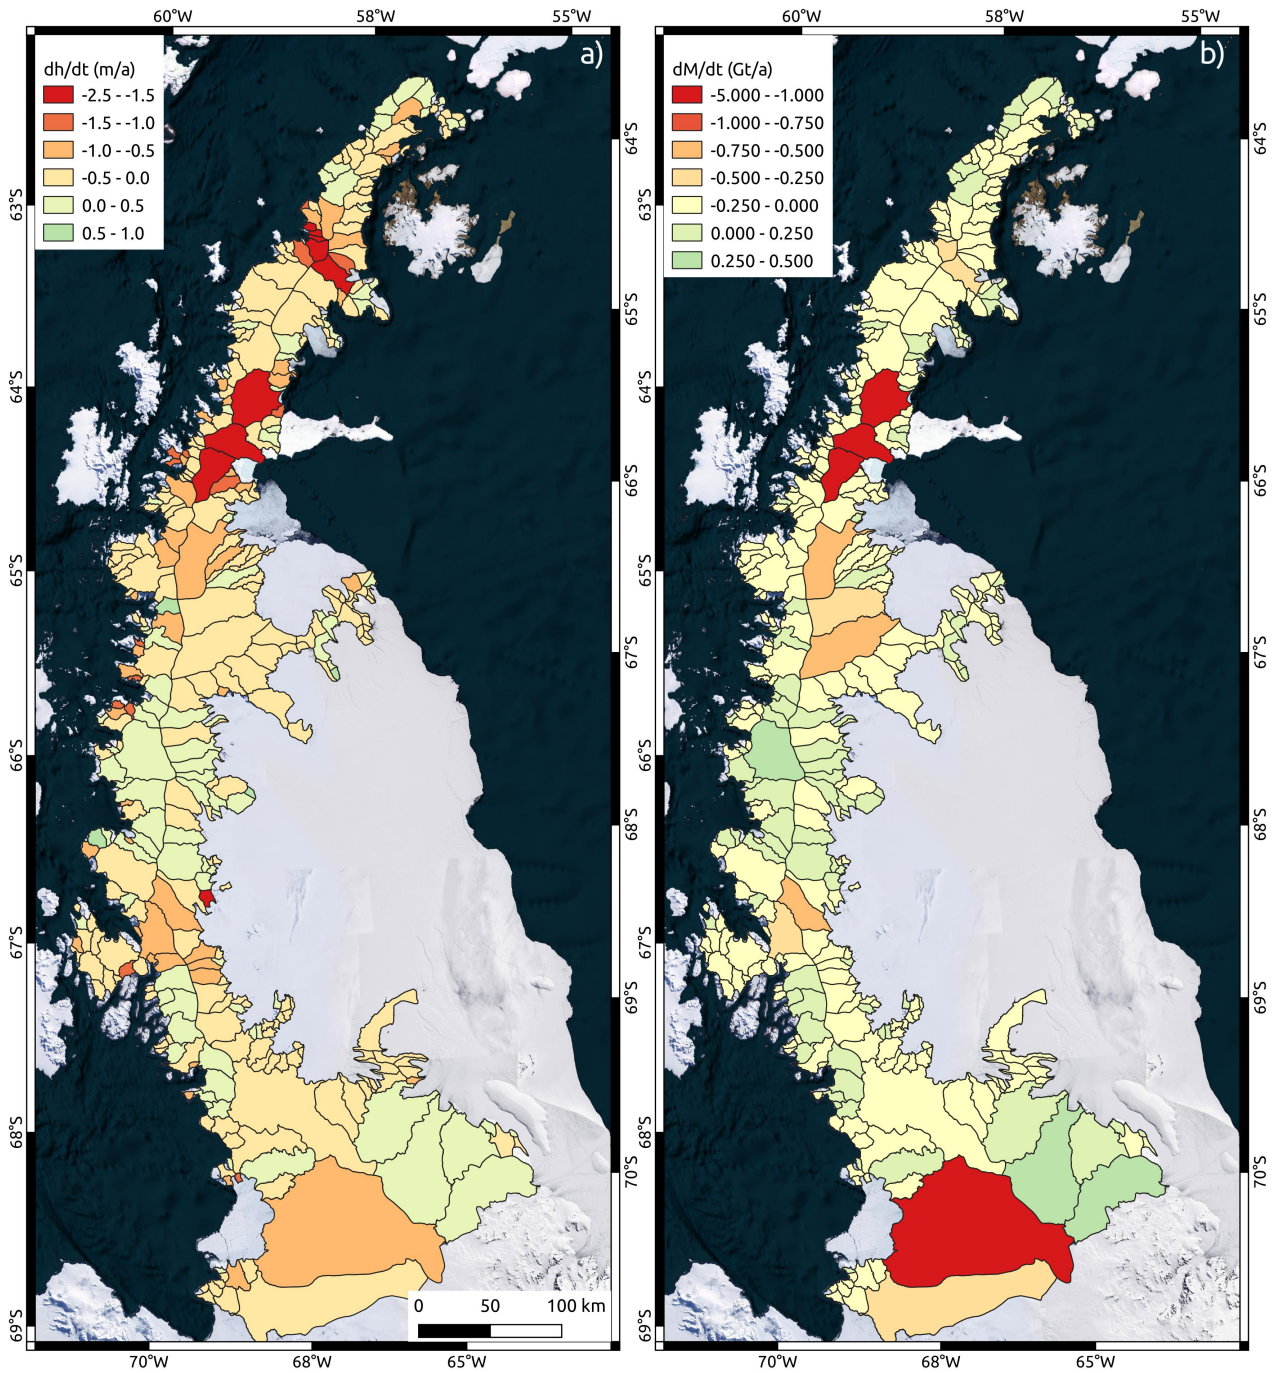 60°W 58°W 55°W
60°W 58°W 55°W
a)
dh/dt (m/a)
-2.5 - -1.5
-1.5 - -1.0
-1.0 - -0.5
-0.5 - 0.0
0.0 - 0.5
0.5 - 1.0
b)
dM/dt (Gt/a)
-5.000 - -1.000
-1.000 - -0.750
-0.750 - -0.500
-0.500 - -0.250
-0.250 - 0.000
0.000 - 0.250
0.250 - 0.500
63°S
64°S
65°S
66°S
67°S
68°S
69°S
64°S
65°S
66°S
67°S
68°S
69°S
70°S
63°S
64°S
65°S
66°S
67°S
68°S
69°S
64°S
65°S
66°S
67°S
68°S
69°S
70°S
0 50 100 km
70°W 68°W 65°W
70°W 68°W 65°W